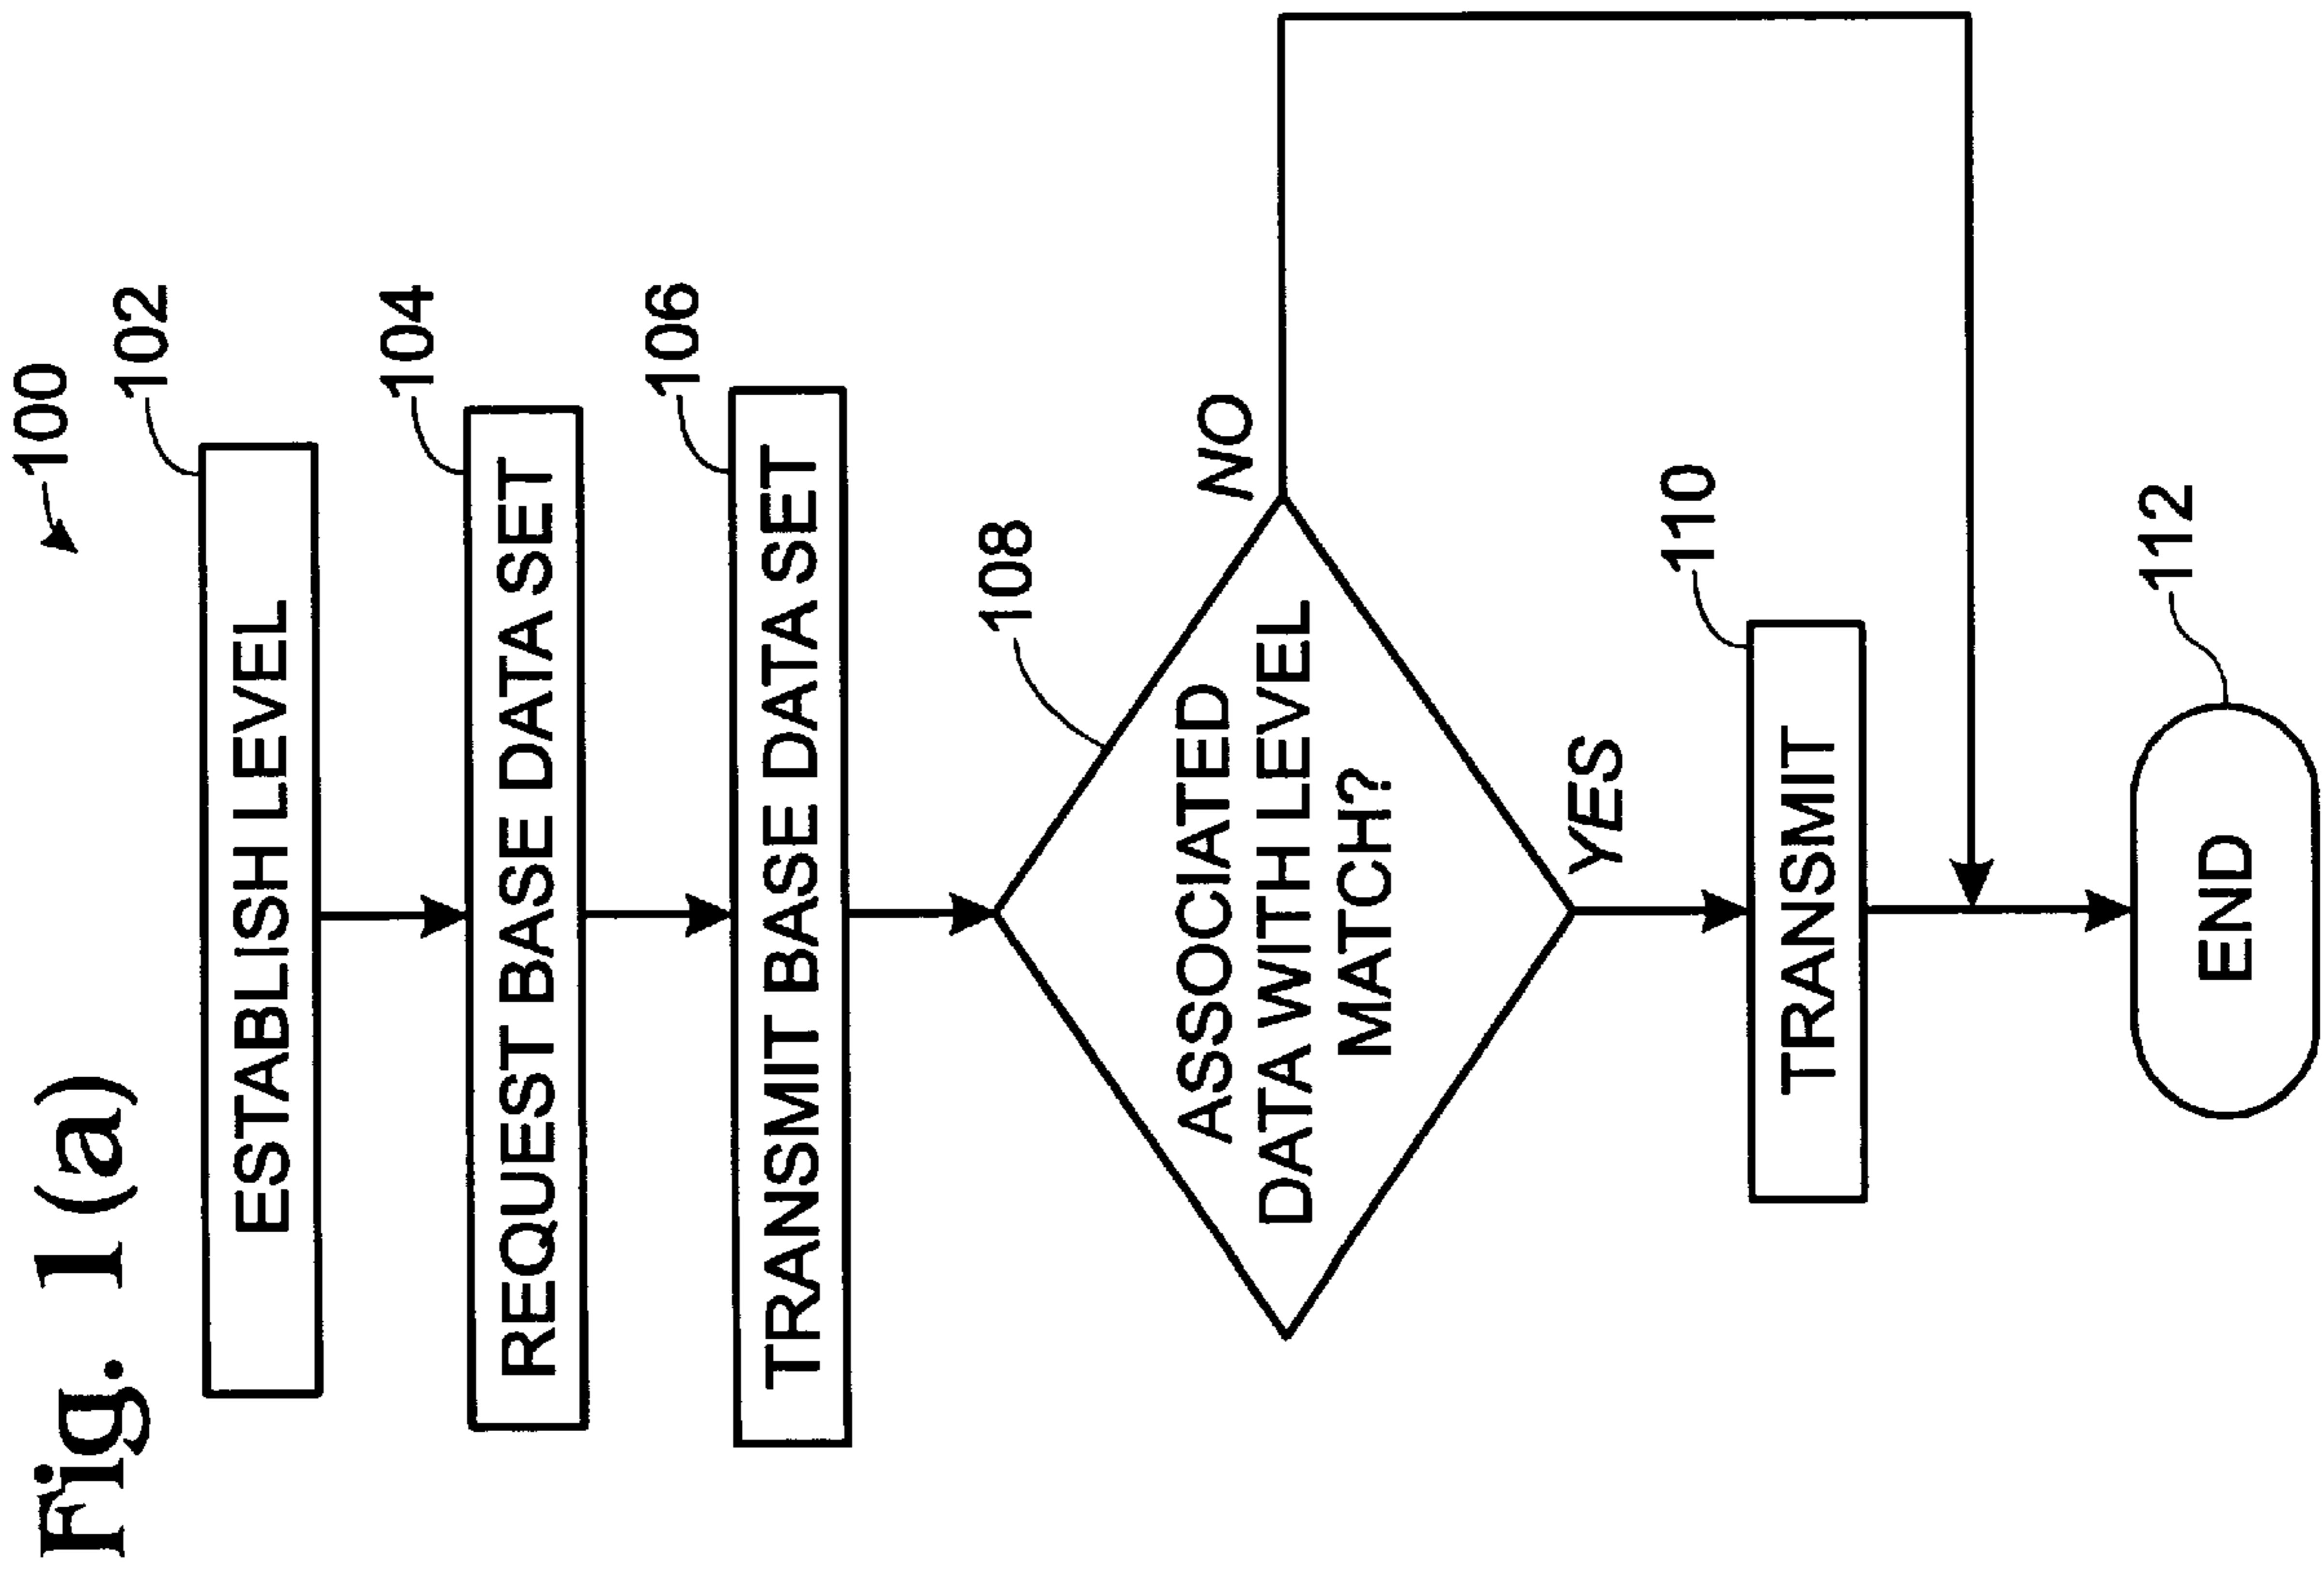 Fig. 1 (a)
100
102
ESTABLISH LEVEL
104
REQUEST BASE DATA SET
106
TRANSMIT BASE DATA SET
108
ASSOCIATED
DATA WITH LEVEL
MATCH?
NO
YES
110
TRANSMIT
112
END